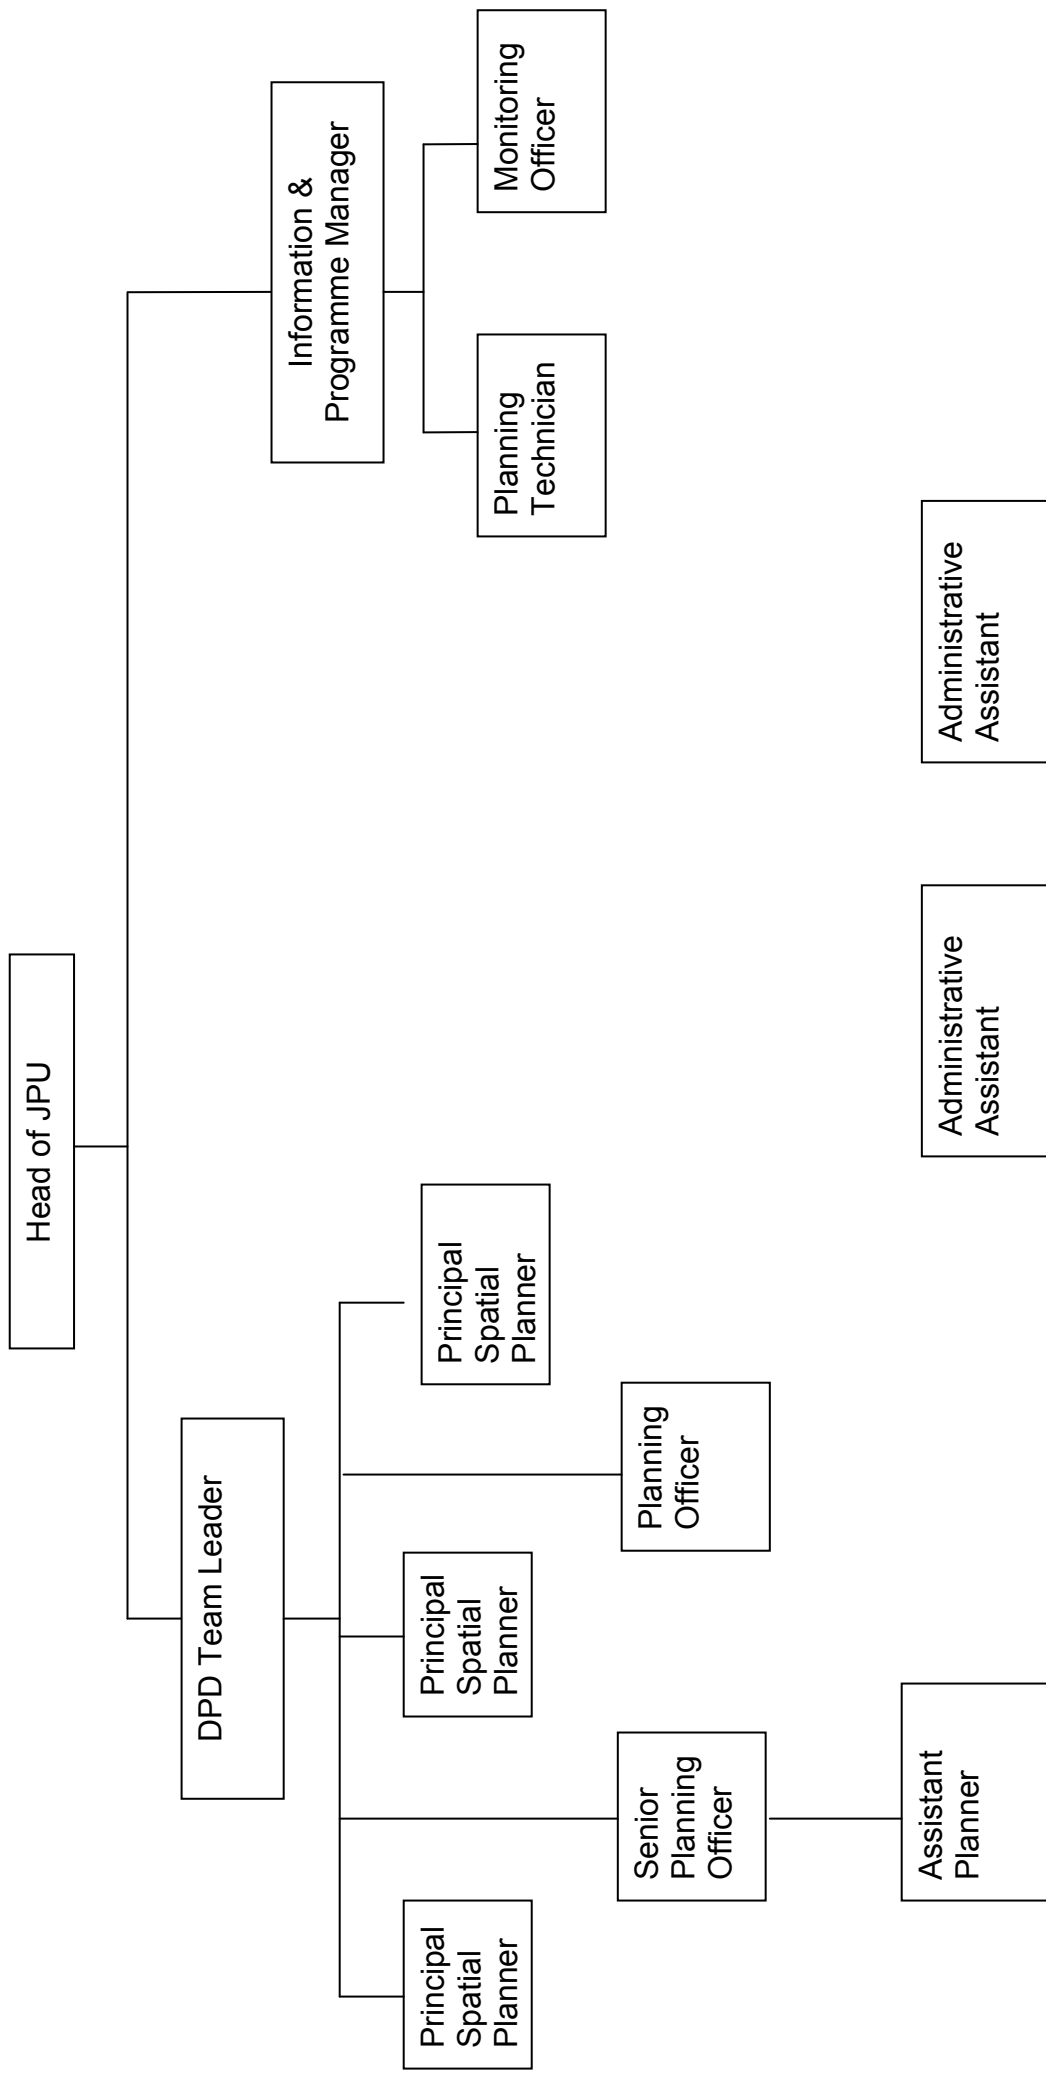 Head of JPU
DPD Team Leader
Information &
Programme Manager
Principal
Spatial
Planner
Principal
Spatial
Planner
Principal
Spatial
Planner
Planning
Technician
Monitoring
Officer
Senior
Planning
Officer
Planning
Officer
Assistant
Planner
Administrative
Assistant
Administrative
Assistant